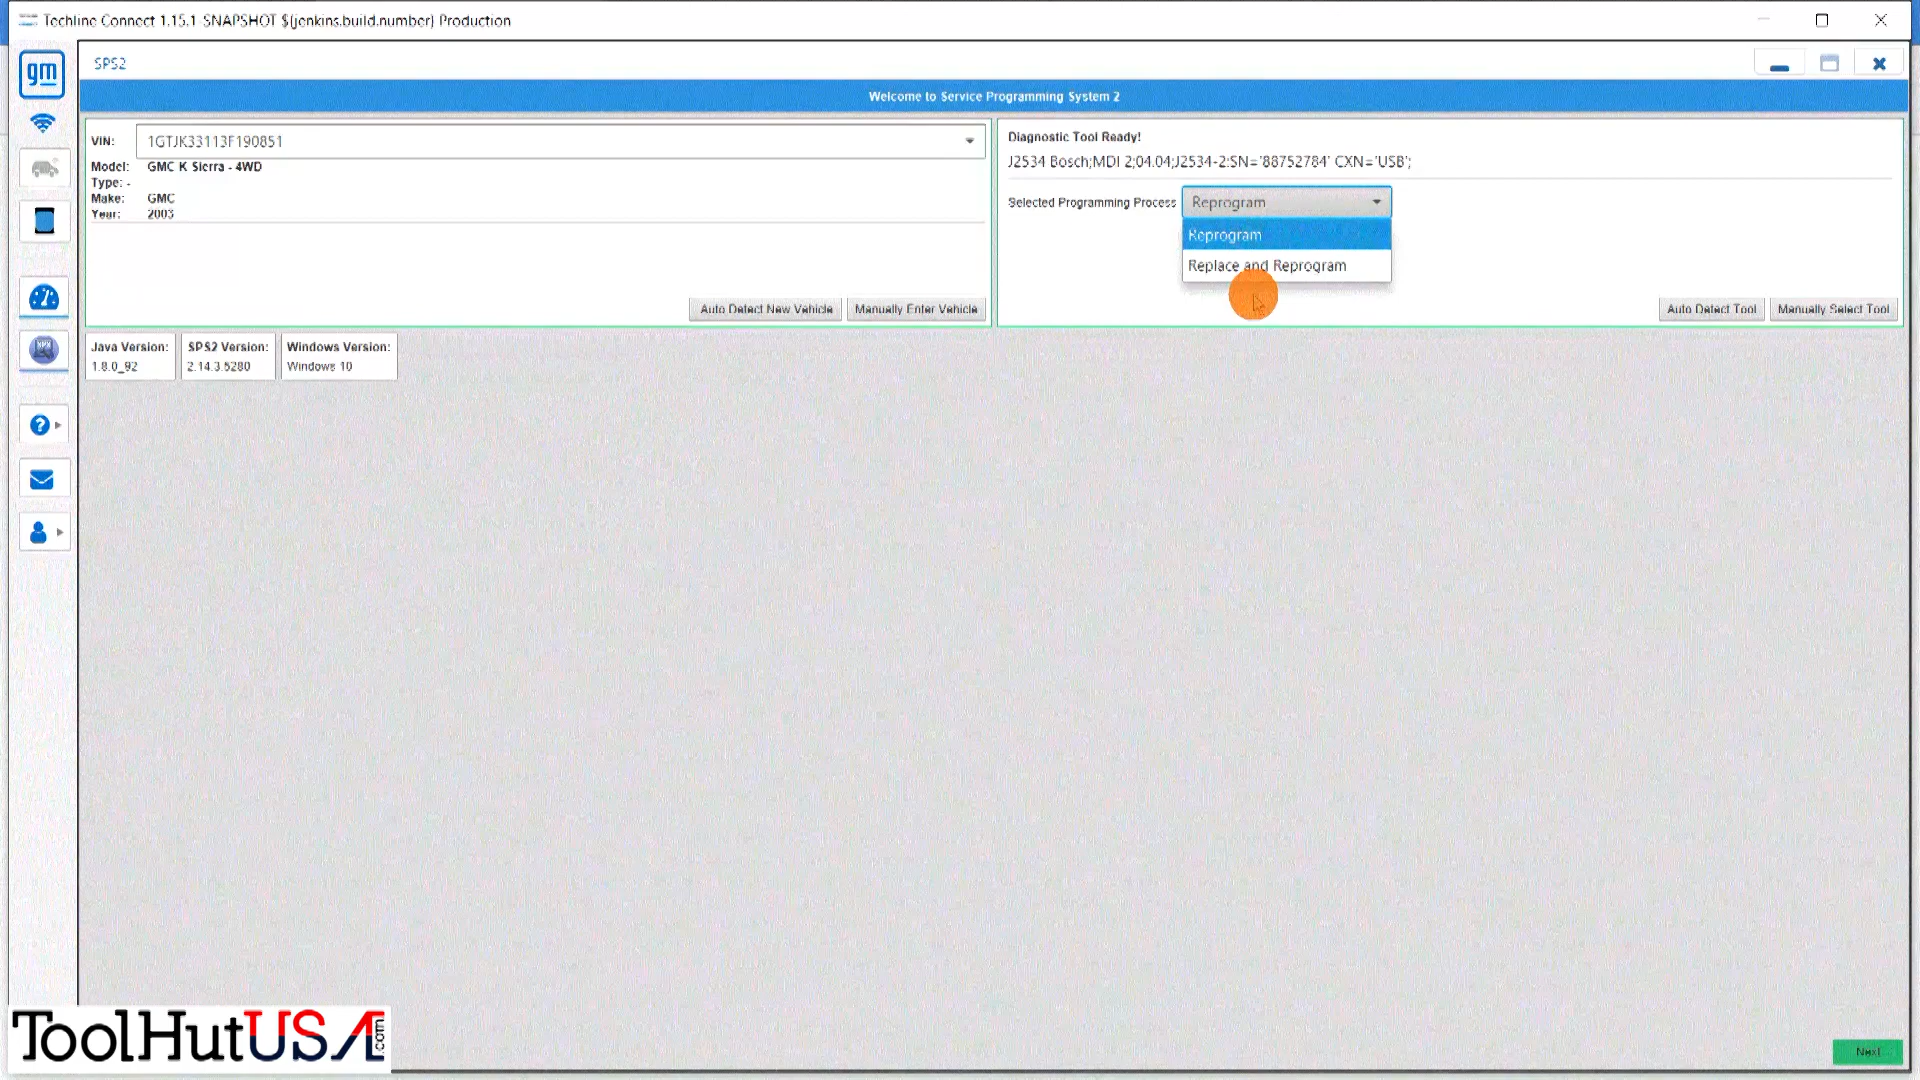 Techline Connect 1.15.1-SNAPSHOT $(jenkins.build.number) Production
gm
SPS2
Welcome to Service Programming System 2
VIN: 1GTJK33113F190851
Model: GMC K Sierra - 4WD
Type: -
Make: GMC
Year: 2003
Auto Detect New Vehicle Manually Enter Vehicle
Diagnostic Tool Ready!
J2534 Bosch;MDI 2;04.04;J2534-2:SN='88752784' CXN='USB';
Selected Programming Process Reprogram
Reprogram
Replace and Reprogram
Auto Detect Tool Manually Select Tool
Java Version: SPS2 Version: Windows Version:
1.8.0_92 2.14.3.5280 Windows 10
SPS
?
ToolHutUSA.com
Next